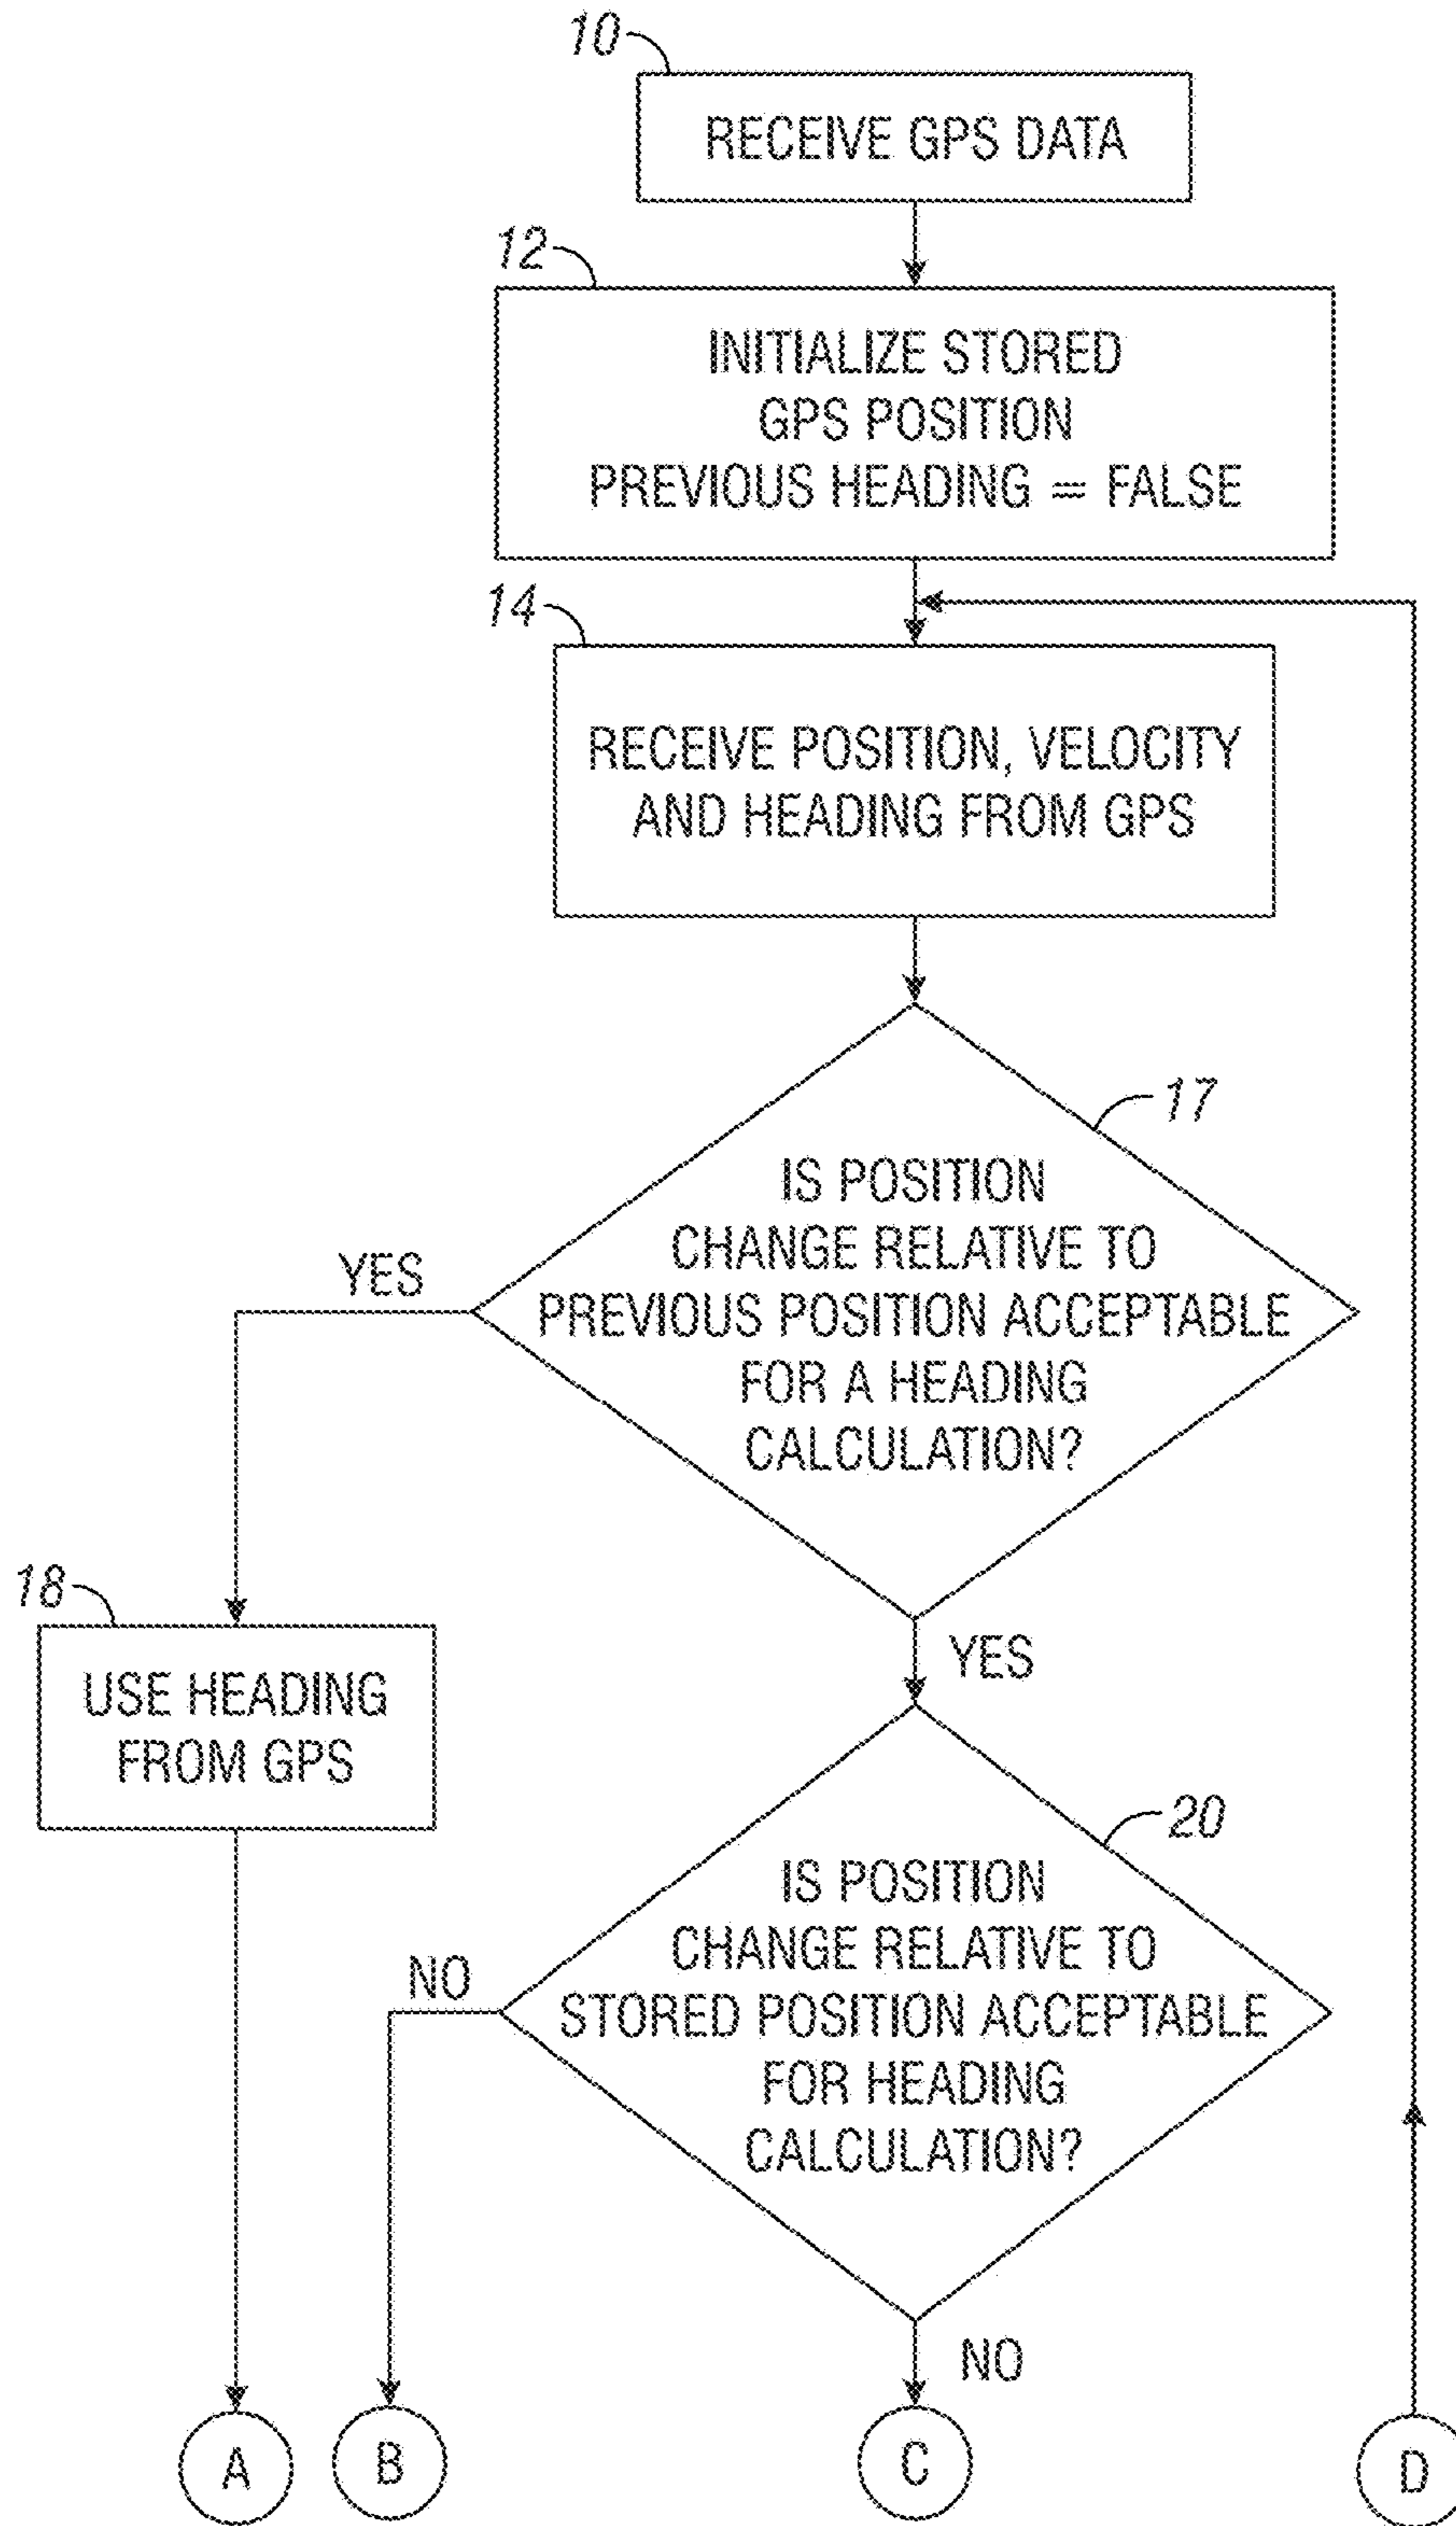 10
RECEIVE GPS DATA
12
INITIALIZE STORED
GPS POSITION
PREVIOUS HEADING = FALSE
14
RECEIVE POSITION, VELOCITY
AND HEADING FROM GPS
17
IS POSITION
CHANGE RELATIVE TO
PREVIOUS POSITION ACCEPTABLE
FOR A HEADING
CALCULATION?
YES
YES
18
USE HEADING
FROM GPS
20
IS POSITION
CHANGE RELATIVE TO
STORED POSITION ACCEPTABLE
FOR HEADING
CALCULATION?
NO
NO
A
B
C
D